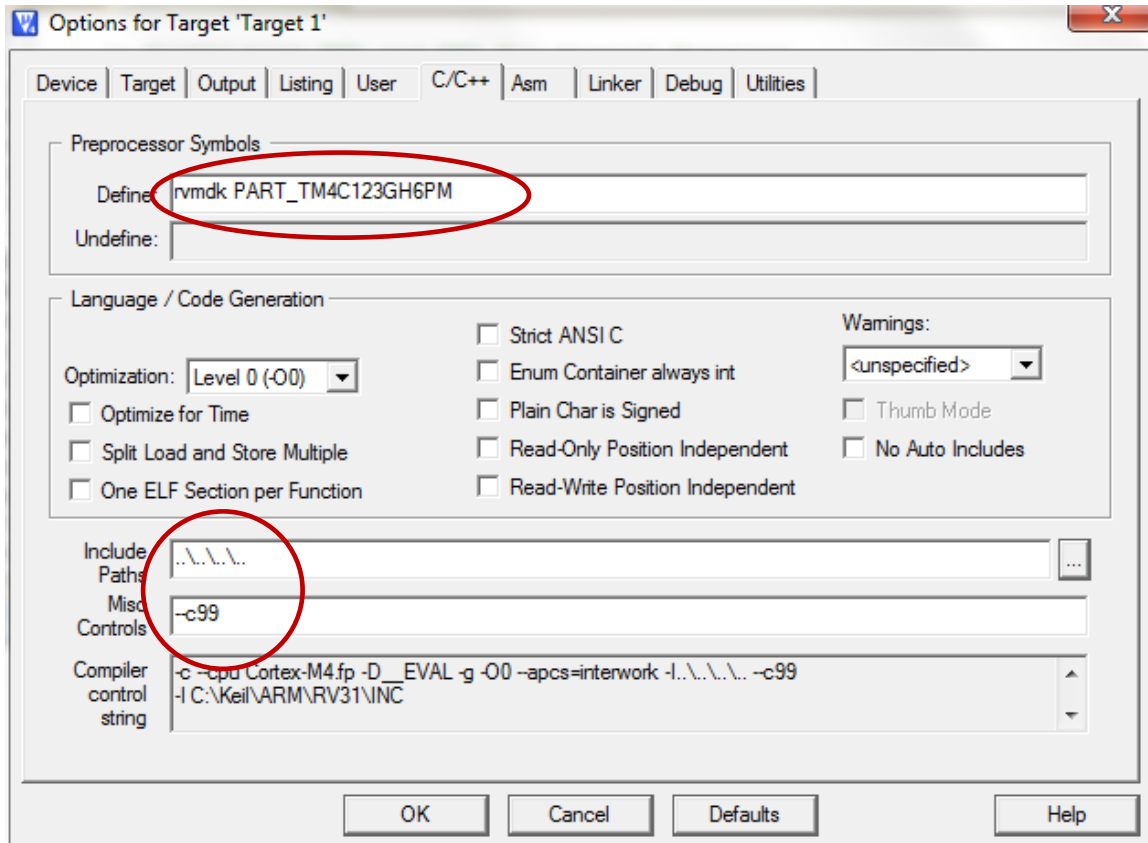 Options for Target 'Target 1'
Device Target Output Listing User C/C++ Asm Linker Debug Utilities
Preprocessor Symbols
Define: rvmdk PART_TM4C123GH6PM
Undefine:
Language / Code Generation
Optimization: Level 0 (-O0)
Optimize for Time
Split Load and Store Multiple
One ELF Section per Function
Strict ANSI C
Enum Container always int
Plain Char is Signed
Read-Only Position Independent
Read-Write Position Independent
Warnings:
<unspecified>
Thumb Mode
No Auto Includes
Include
Paths
..\..\..\..
...
Misc
Controls
--c99
Compiler
control
string
-c --cpu Cortex-M4.fp -D__EVAL -g -O0 --apcs=interwork -I..\..\..\.. --c99
-I C:\Keil\ARM\RV31\INC
OK Cancel Defaults Help